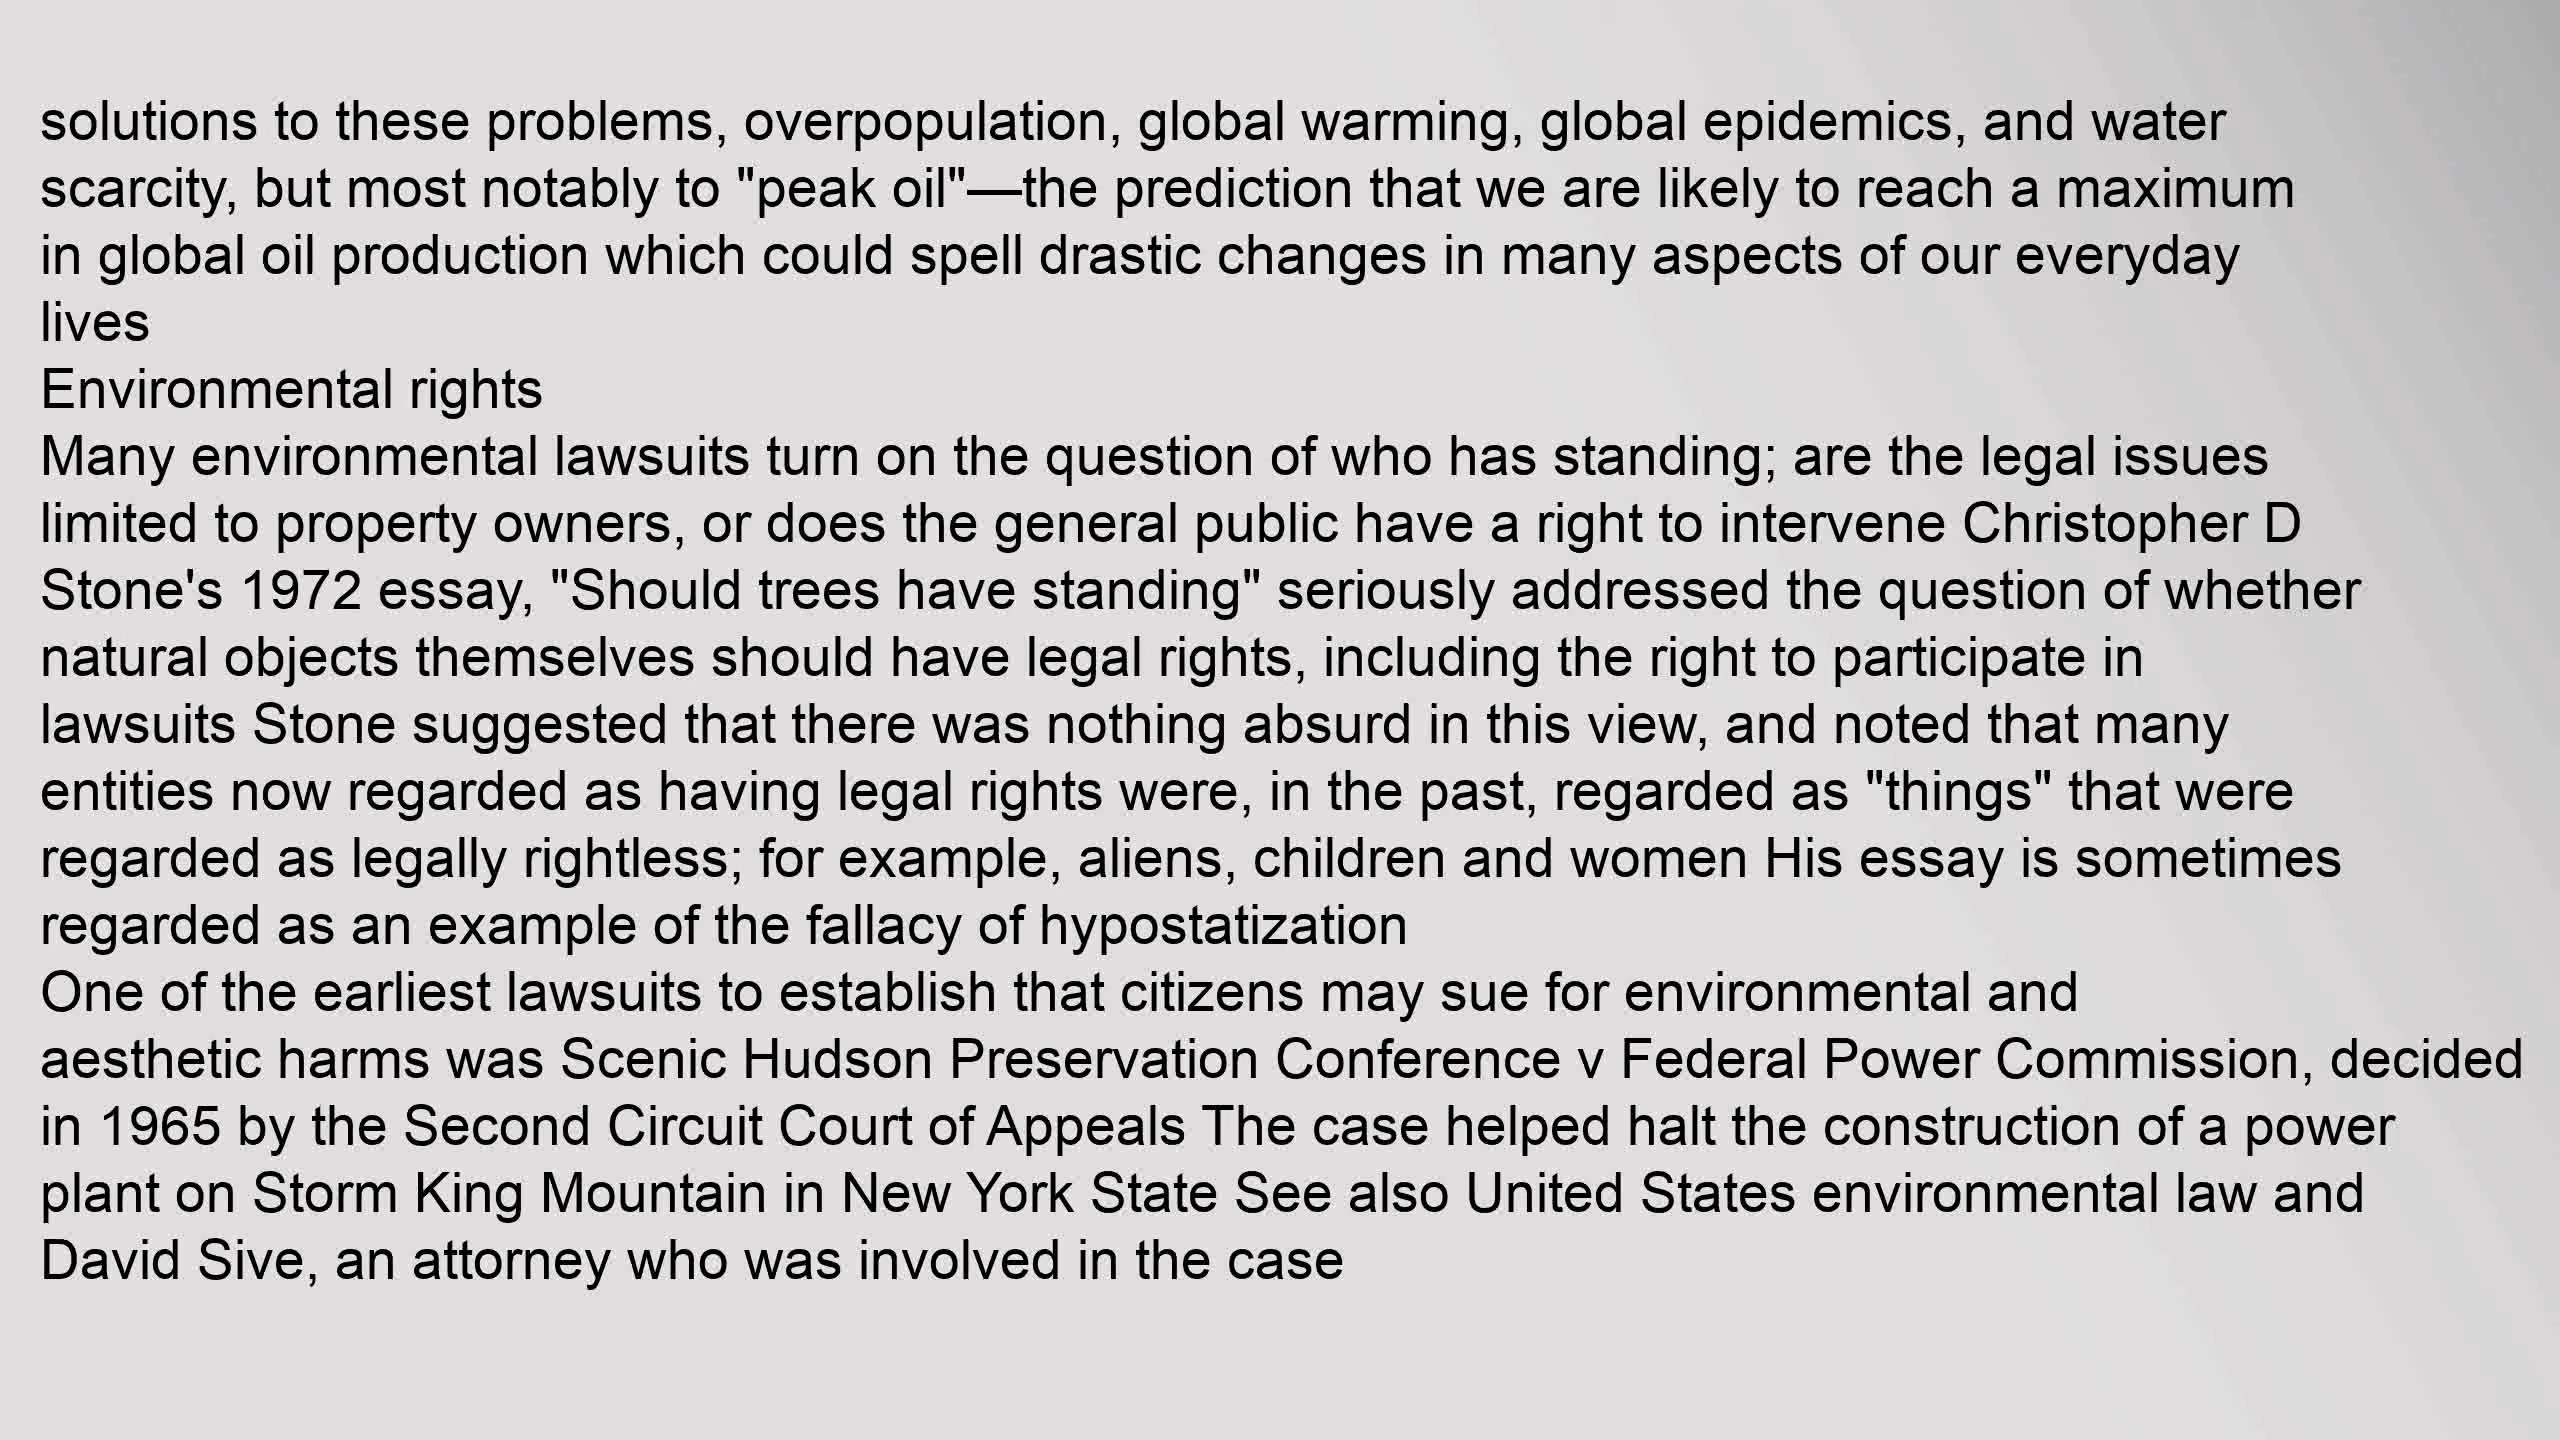 solutions to these problems, overpopulation, global warming, global epidemics, and water
scarcity, but most notably to "peak oil"—the prediction that we are likely to reach a maximum
in global oil production which could spell drastic changes in many aspects of our everyday
lives
Environmental rights
Many environmental lawsuits turn on the question of who has standing; are the legal issues
limited to property owners, or does the general public have a right to intervene Christopher D
Stone's 1972 essay, "Should trees have standing" seriously addressed the question of whether
natural objects themselves should have legal rights, including the right to participate in
lawsuits Stone suggested that there was nothing absurd in this view, and noted that many
entities now regarded as having legal rights were, in the past, regarded as "things" that were
regarded as legally rightless; for example, aliens, children and women His essay is sometimes
regarded as an example of the fallacy of hypostatization
One of the earliest lawsuits to establish that citizens may sue for environmental and
aesthetic harms was Scenic Hudson Preservation Conference v Federal Power Commission, decided
in 1965 by the Second Circuit Court of Appeals The case helped halt the construction of a power
plant on Storm King Mountain in New York State See also United States environmental law and
David Sive, an attorney who was involved in the case